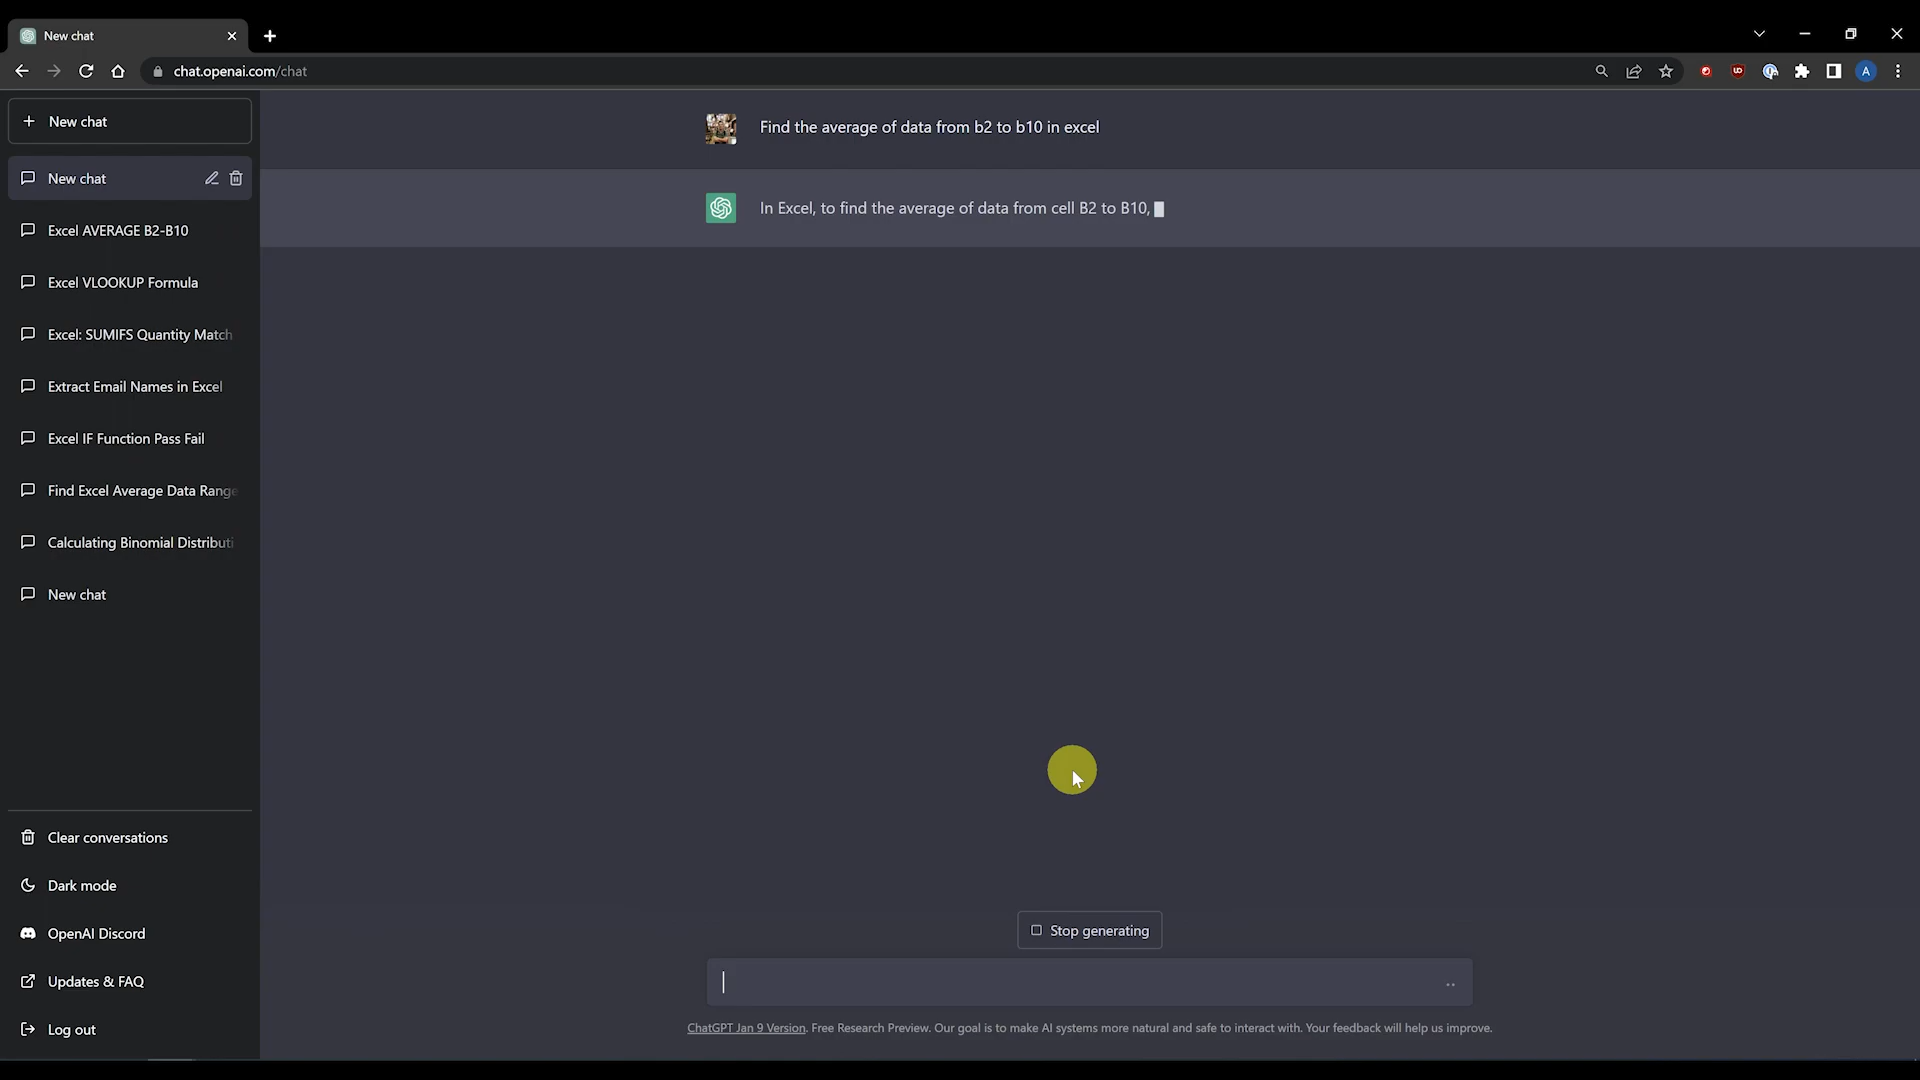 New chat
chat.openai.com/chat
UD
A
New chat
New chat
Excel AVERAGE B2-B10
Excel VLOOKUP Formula
Excel: SUMIFS Quantity Match
Extract Email Names in Excel
Excel IF Function Pass Fail
Find Excel Average Data Range
Calculating Binomial Distributi
New chat
Clear conversations
Dark mode
OpenAI Discord
Updates & FAQ
Log out
Find the average of data from b2 to b10 in excel
In Excel, to find the average of data from cell B2 to B10,
Stop generating
ChatGPT Jan 9 Version. Free Research Preview. Our goal is to make AI systems more natural and safe to interact with. Your feedback will help us improve.